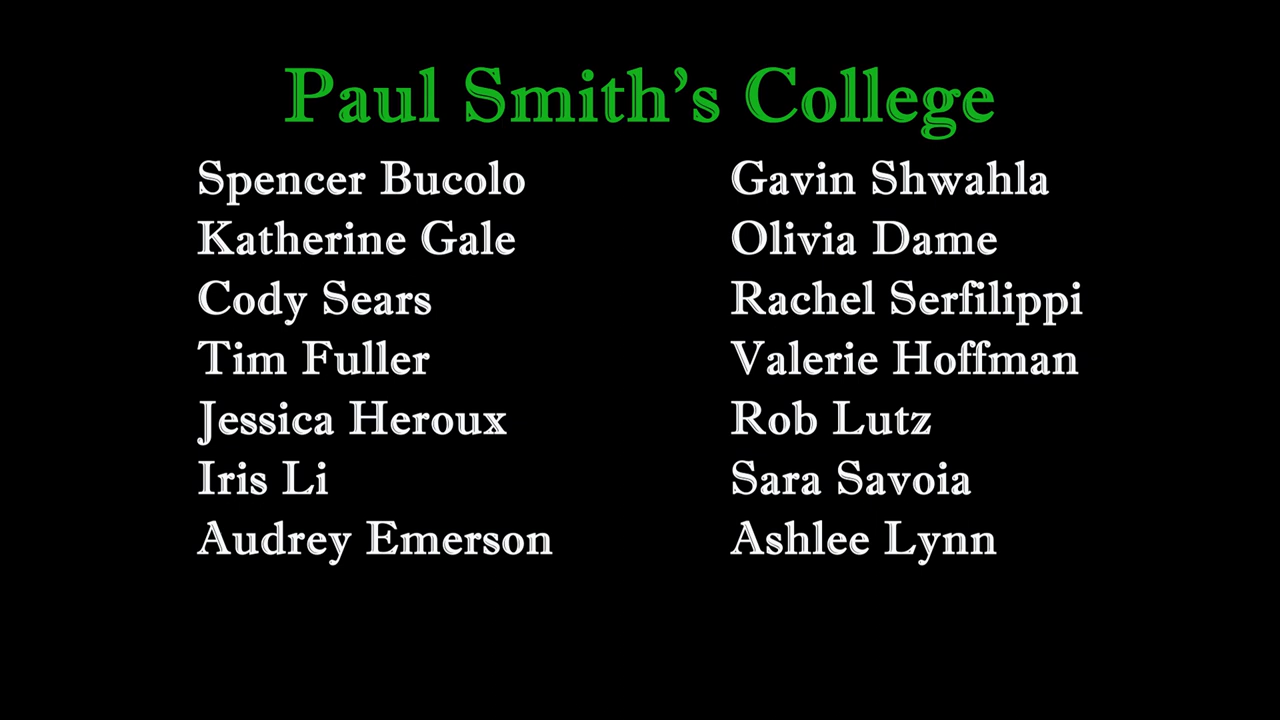 Paul Smith’s College
Spencer Bucolo
Katherine Gale
Cody Sears
Tim Fuller
Jessica Heroux
Iris Li
Audrey Emerson
Gavin Shwahla
Olivia Dame
Rachel Serfilippi
Valerie Hoffman
Rob Lutz
Sara Savoia
Ashlee Lynn